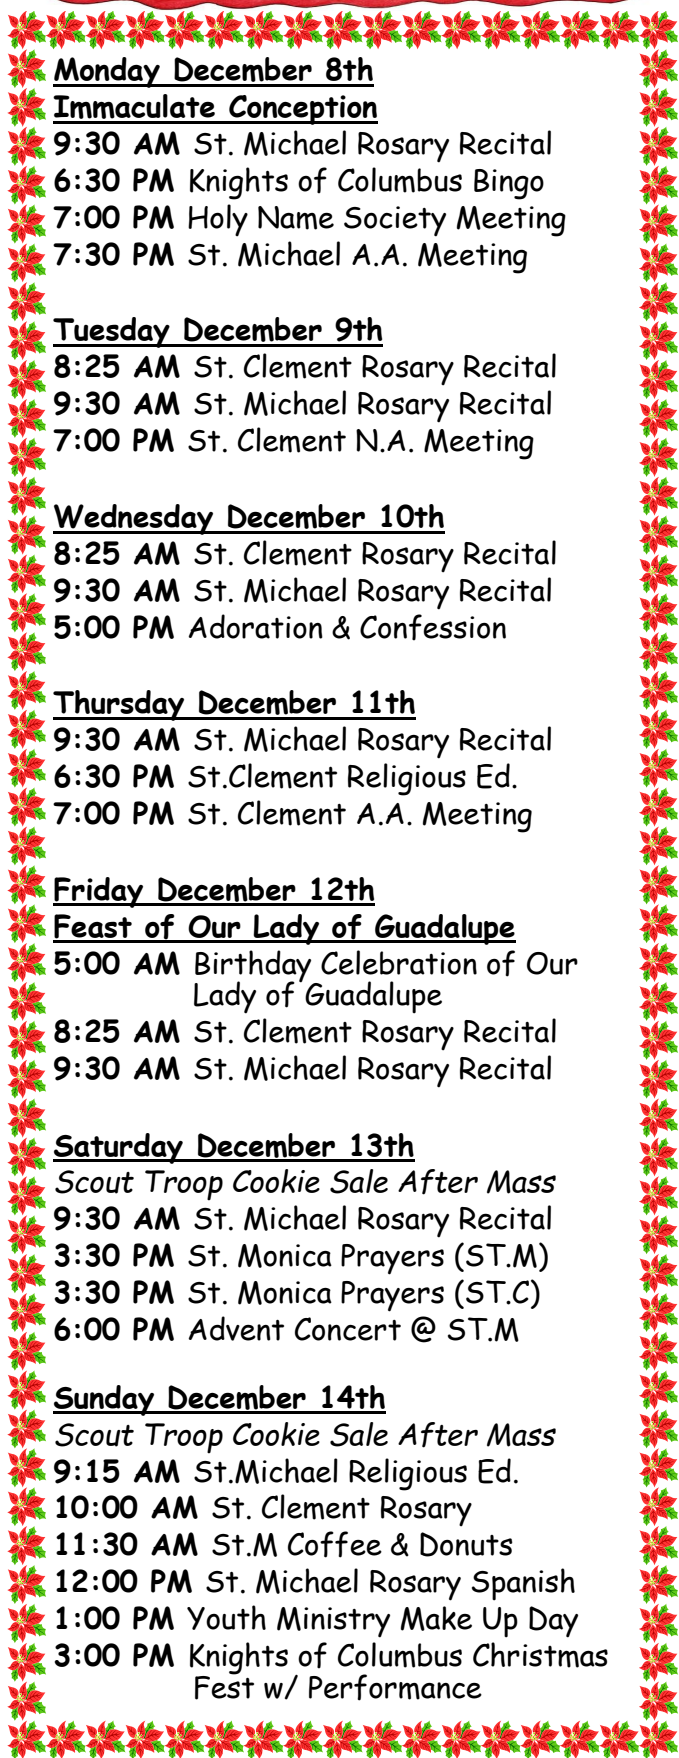 Monday December 8th
Immaculate Conception
9:30 AM St. Michael Rosary Recital
6:30 PM Knights of Columbus Bingo
7:00 PM Holy Name Society Meeting
7:30 PM St. Michael A.A. Meeting
Tuesday December 9th
8:25 AM St. Clement Rosary Recital
9:30 AM St. Michael Rosary Recital
7:00 PM St. Clement N.A. Meeting
Wednesday December 10th
8:25 AM St. Clement Rosary Recital
9:30 AM St. Michael Rosary Recital
5:00 PM Adoration & Confession
Thursday December 11th
9:30 AM St. Michael Rosary Recital
6:30 PM St.Clement Religious Ed.
7:00 PM St. Clement A.A. Meeting
Friday December 12th
Feast of Our Lady of Guadalupe
5:00 AM Birthday Celebration of Our
Lady of Guadalupe
8:25 AM St. Clement Rosary Recital
9:30 AM St. Michael Rosary Recital
Saturday December 13th
Scout Troop Cookie Sale After Mass
9:30 AM St. Michael Rosary Recital
3:30 PM St. Monica Prayers (ST.M)
3:30 PM St. Monica Prayers (ST.C)
6:00 PM Advent Concert @ ST.M
Sunday December 14th
Scout Troop Cookie Sale After Mass
9:15 AM St.Michael Religious Ed.
10:00 AM St. Clement Rosary
11:30 AM St.M Coffee & Donuts
12:00 PM St. Michael Rosary Spanish
1:00 PM Youth Ministry Make Up Day
3:00 PM Knights of Columbus Christmas
Fest w/ Performance